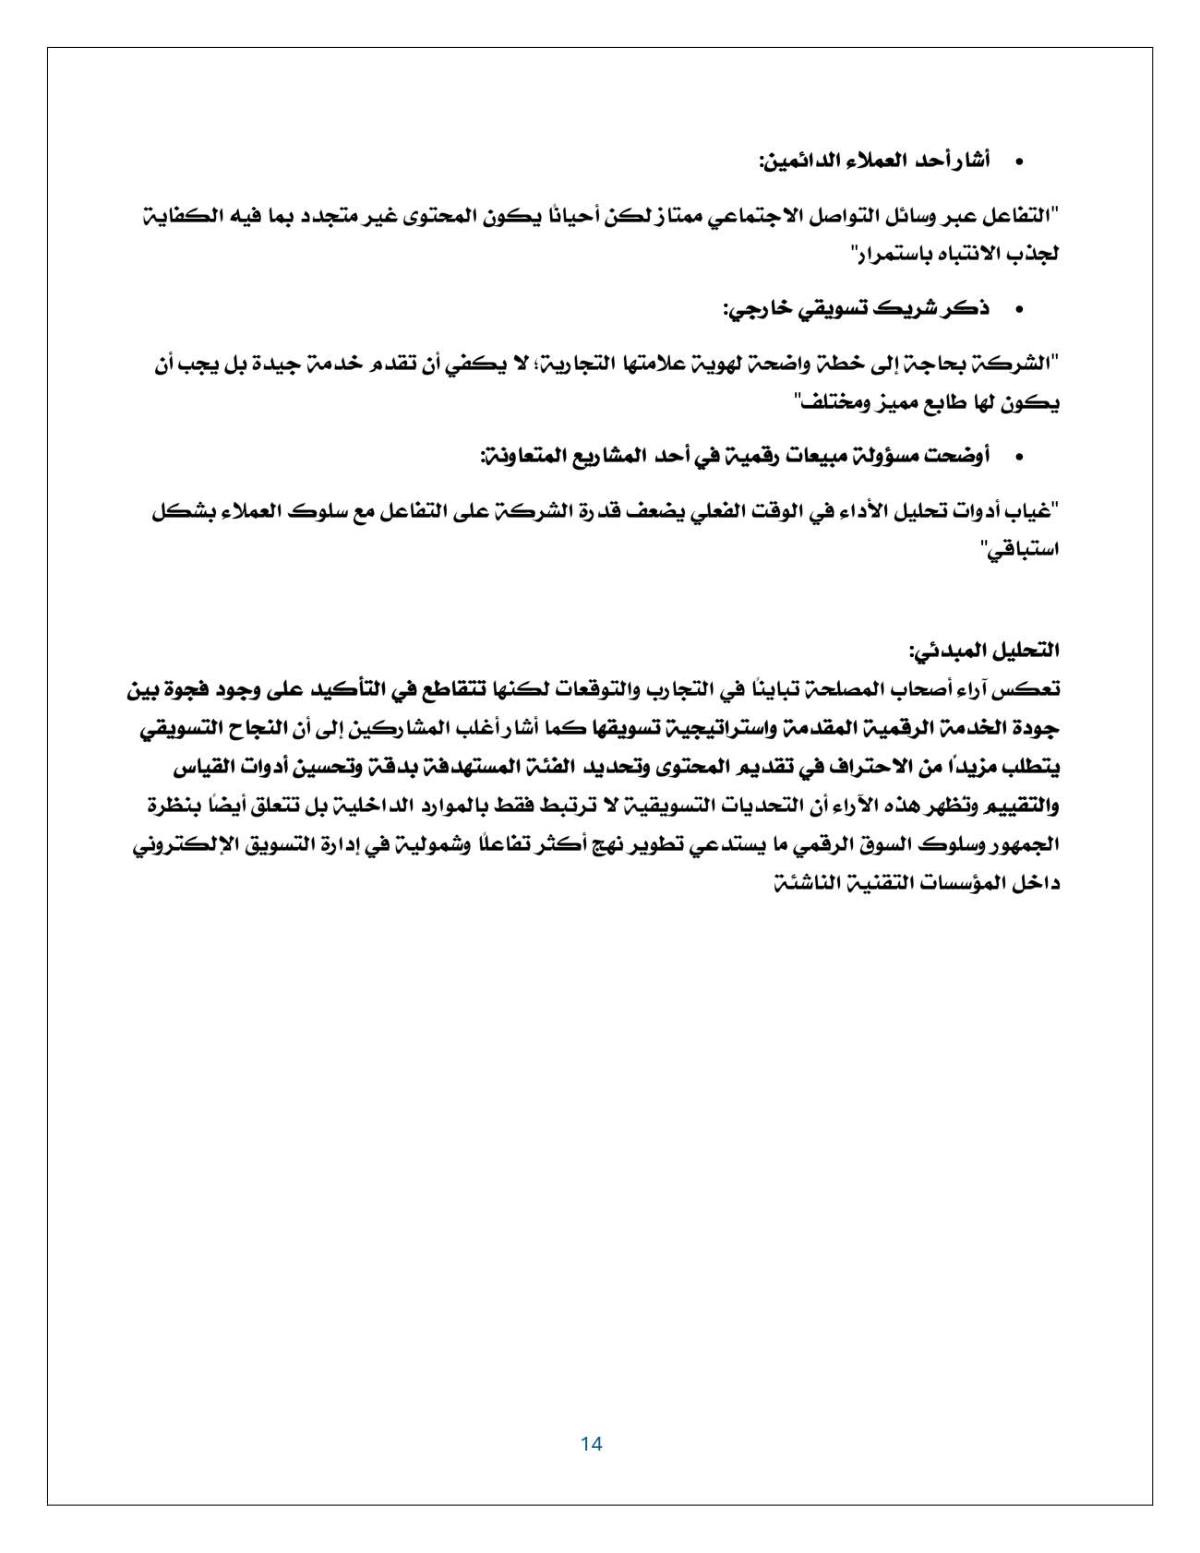 • أشار أحد العملاء الدائمين:
"التفاعل عبر وسائل التواصل الاجتماعي ممتاز لكن أحيانًا يكون المحتوى غير متجدد بما فيه الكفاية
لجذب الانتباه باستمرار"
• ذكر شريك تسويقي خارجي:
"الشركة بحاجة إلى خطة واضحة لهوية علامتها التجارية؛ لا يكفي أن تقدم خدمة جيدة بل يجب أن
يكون لها طابع مميز ومختلف"
• أوضحت مسؤولة مبيعات رقمية في أحد المشاريع المتعاونة:
"غياب أدوات تحليل الأداء في الوقت الفعلي يضعف قدرة الشركة على التفاعل مع سلوك العملاء بشكل
استباقي"
التحليل المبدئي:
تعكس آراء أصحاب المصلحة تباينًا في التجارب والتوقعات لكنها تتقاطع في التأكيد على وجود فجوة بين
جودة الخدمة الرقمية المقدمة واستراتيجية تسويقها كما أشار أغلب المشاركين إلى أن النجاح التسويقي
يتطلب مزيدًا من الاحتراف في تقديم المحتوى وتحديد الفئة المستهدفة بدقة وتحسين أدوات القياس
والتقييم وتظهر هذه الآراء أن التحديات التسويقية لا ترتبط فقط بالموارد الداخلية بل تتعلق أيضًا بنظرة
الجمهور وسلوك السوق الرقمي ما يستدعي تطوير نهج أكثر تفاعلًا وشمولية في إدارة التسويق الإلكتروني
داخل المؤسسات التقنية الناشئة
14